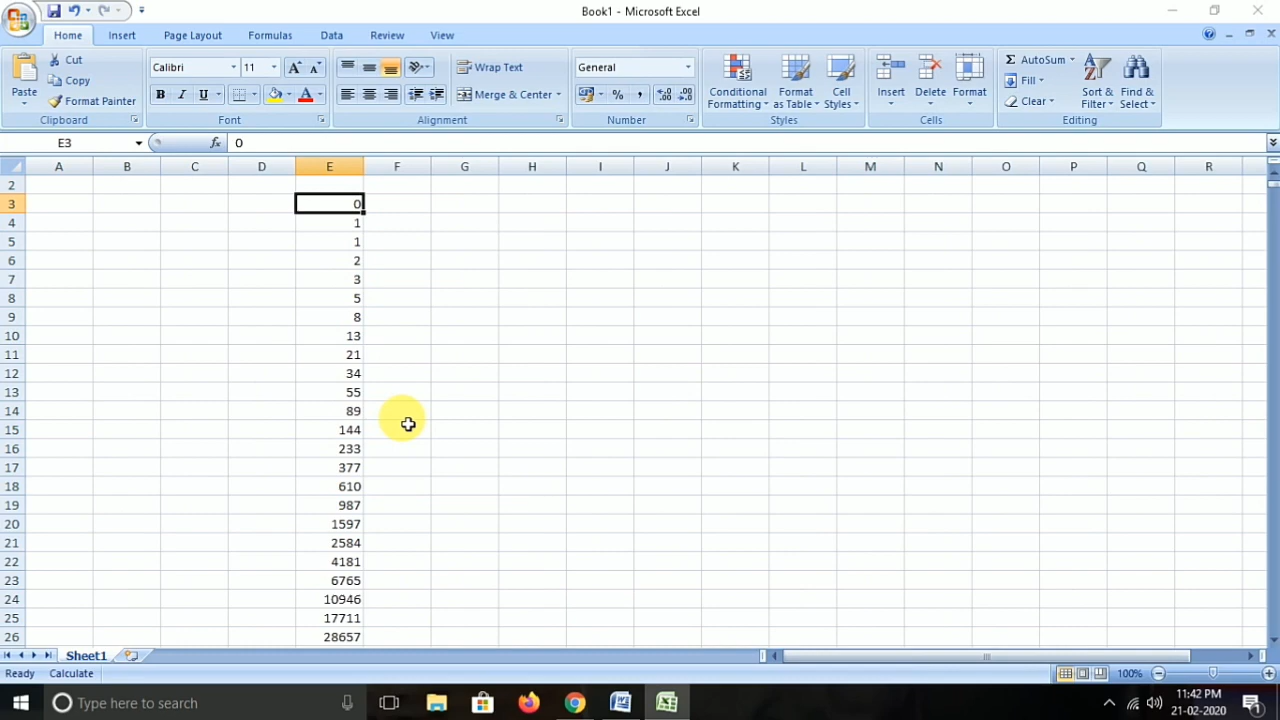 Book1 - Microsoft Excel
Home Insert Page Layout Formulas Data Review View
Paste Cut Copy Format Painter Clipboard
Calibri 11 A A B I U A Font
Wrap Text Merge & Center Alignment
General % , .0 .00 .00 .0 Number
Conditional Formatting Format as Table Cell Styles Styles
Insert Delete Format Cells
Σ AutoSum Fill Clear Sort & Filter Find & Select Editing
E3 fx 0
A B C D E F G H I J K L M N O P Q R
2
3 0
4 1
5 1
6 2
7 3
8 5
9 8
10 13
11 21
12 34
13 55
14 89
15 144
16 233
17 377
18 610
19 987
20 1597
21 2584
22 4181
23 6765
24 10946
25 17711
26 28657
Sheet1
Ready Calculate 100%
Type here to search 11:42 PM
21-02-2020 1